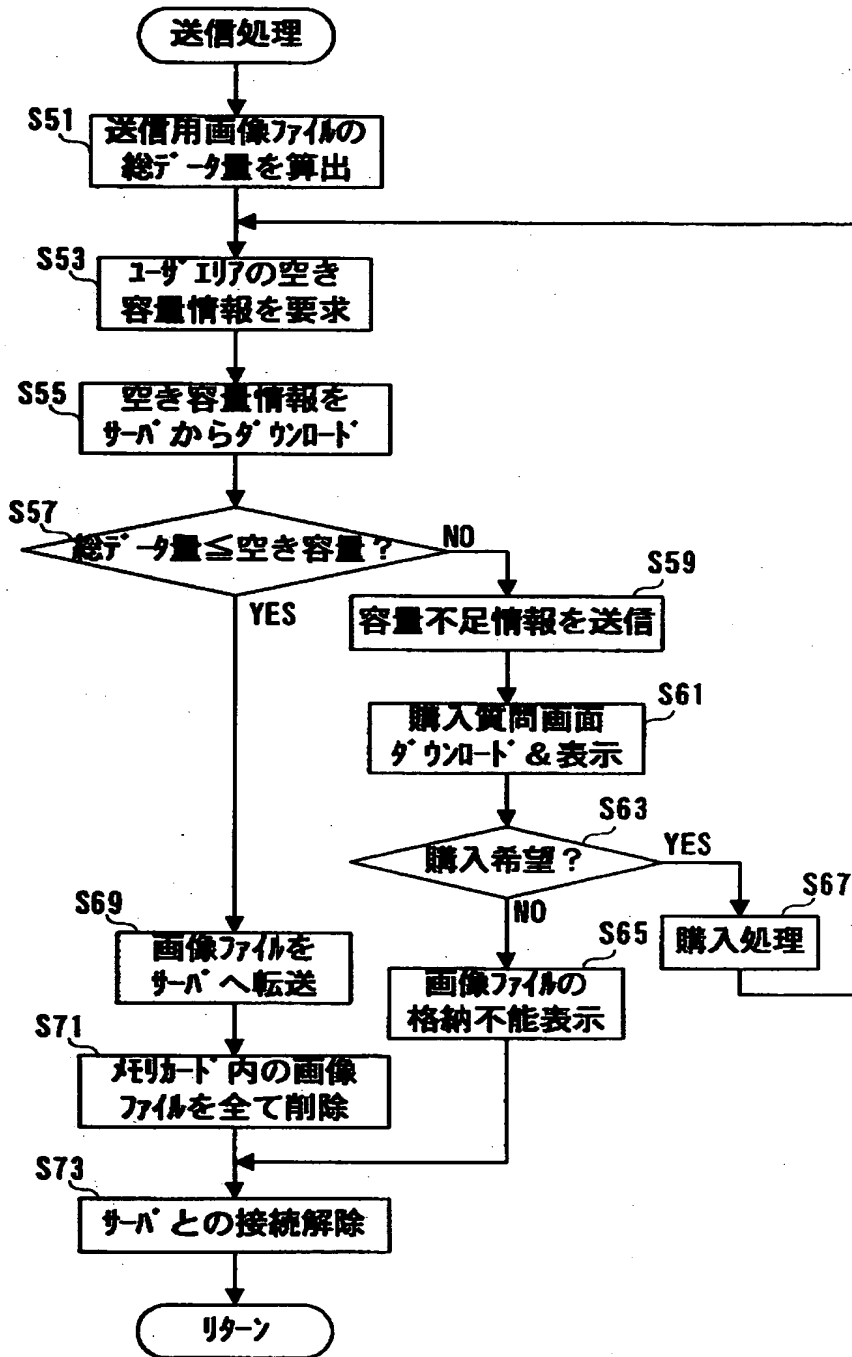 送信処理
S51
送信用画像ﾌｧｲﾙの
総ﾃﾞｰﾀ量を算出
S53
ﾕｰｻﾞｴﾘｱの空き
容量情報を要求
S55
空き容量情報を
ｻｰﾊﾞからﾀﾞｳﾝﾛｰﾄﾞ
S57
総ﾃﾞｰﾀ量≦空き容量？
NO
YES
S59
容量不足情報を送信
S61
購入質問画面
ﾀﾞｳﾝﾛｰﾄﾞ＆表示
S63
購入希望？
YES
NO
S67
購入処理
S65
画像ﾌｧｲﾙの
格納不能表示
S69
画像ﾌｧｲﾙを
ｻｰﾊﾞへ転送
S71
ﾒﾓﾘｶｰﾄﾞ内の画像
ﾌｧｲﾙを全て削除
S73
ｻｰﾊﾞとの接続解除
ﾘﾀｰﾝ